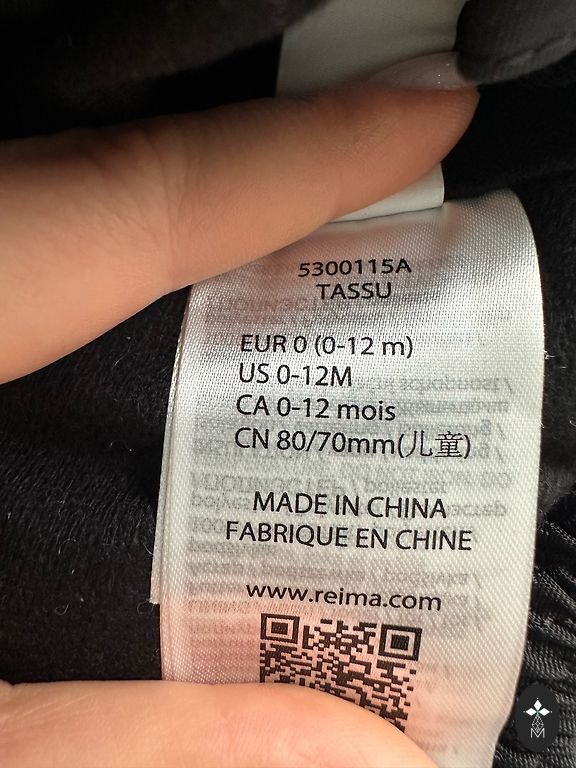 5300115A
TASSU
EUR 0 (0-12 m)
US 0-12M
CA 0-12 mois
CN 80/70mm(儿童)
MADE IN CHINA
FABRIQUE EN CHINE
www.reima.com